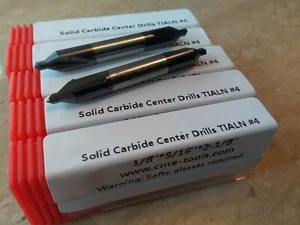 Solid Carbide Center Drills TIALN #4
Solid Carbide Center Drills TIALN #4
Solid Carbide Center Drills TIALN #4
Solid Carbide Center Drills TIALN #4
1/8"*5/16"*2-1/8"
www.cme-tools.com
Warning: Safty glasses required